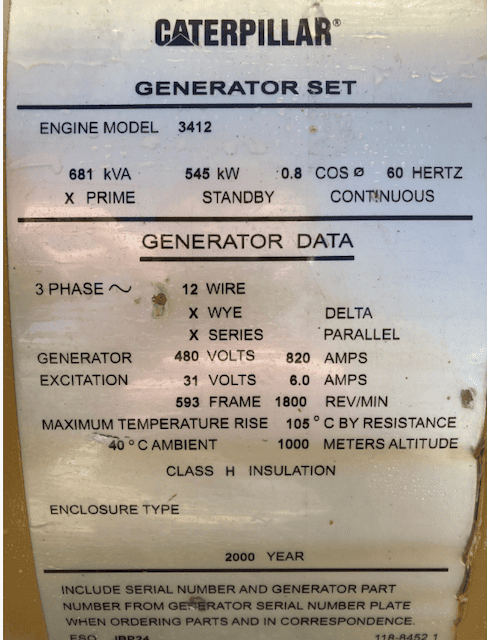 CATERPILLAR®
GENERATOR SET
ENGINE MODEL 3412
681 kVA 545 kW 0.8 COS Ø 60 HERTZ
X PRIME STANDBY CONTINUOUS
GENERATOR DATA
3 PHASE ~ 12 WIRE
X WYE DELTA
X SERIES PARALLEL
GENERATOR 480 VOLTS 820 AMPS
EXCITATION 31 VOLTS 6.0 AMPS
593 FRAME 1800 REV/MIN
MAXIMUM TEMPERATURE RISE 105 °C BY RESISTANCE
40 °C AMBIENT 1000 METERS ALTITUDE
CLASS H INSULATION
ENCLOSURE TYPE
2000 YEAR
INCLUDE SERIAL NUMBER AND GENERATOR PART
NUMBER FROM GENERATOR SERIAL NUMBER PLATE
WHEN ORDERING PARTS AND IN CORRESPONDENCE.
118-8452 1